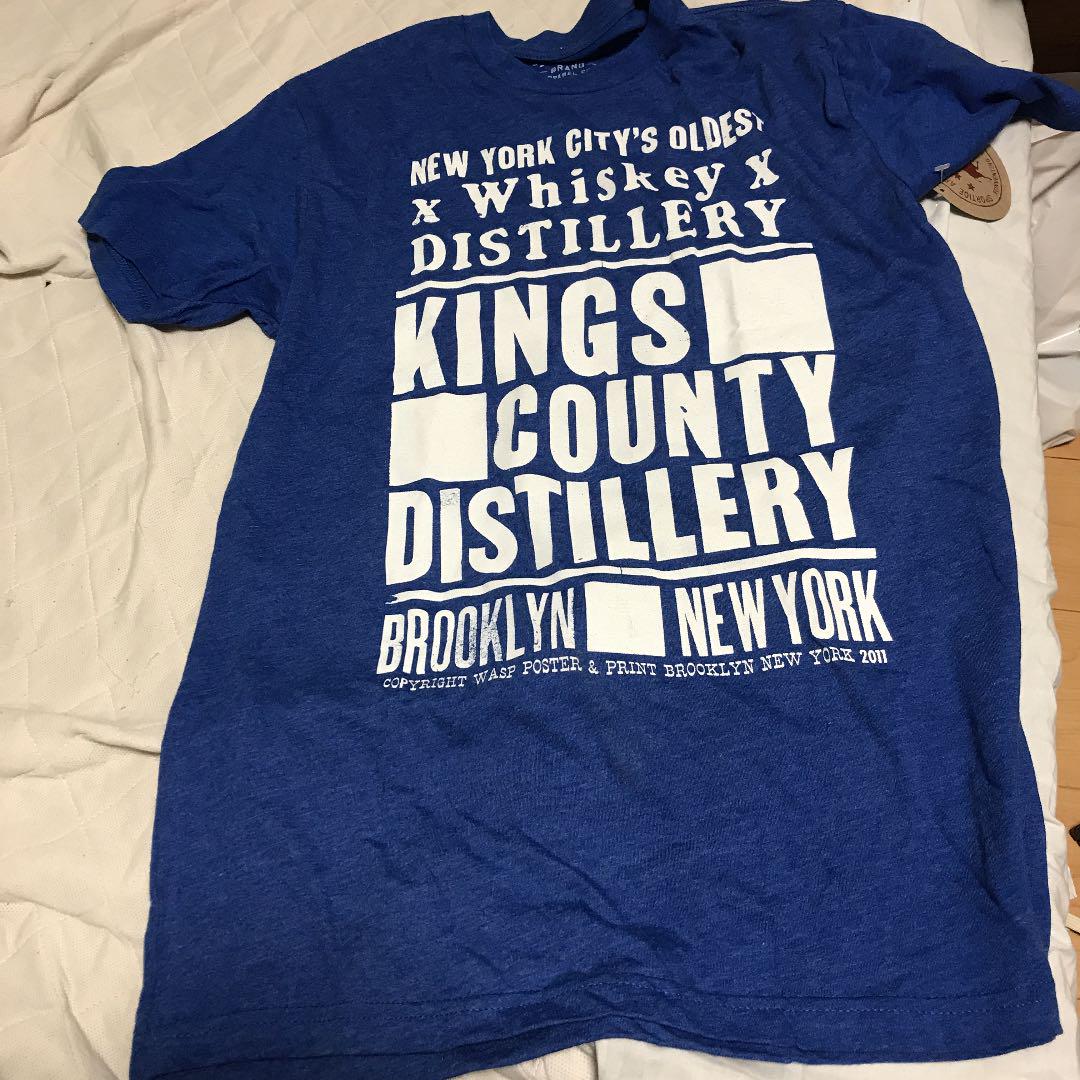 BRAND
NEW YORK CITY'S OLDEST
x Whiskey x
DISTILLERY
KINGS
COUNTY
DISTILLERY
BROOKLYN NEW YORK
COPYRIGHT WASP POSTER & PRINT BROOKLYN NEW YORK 2011